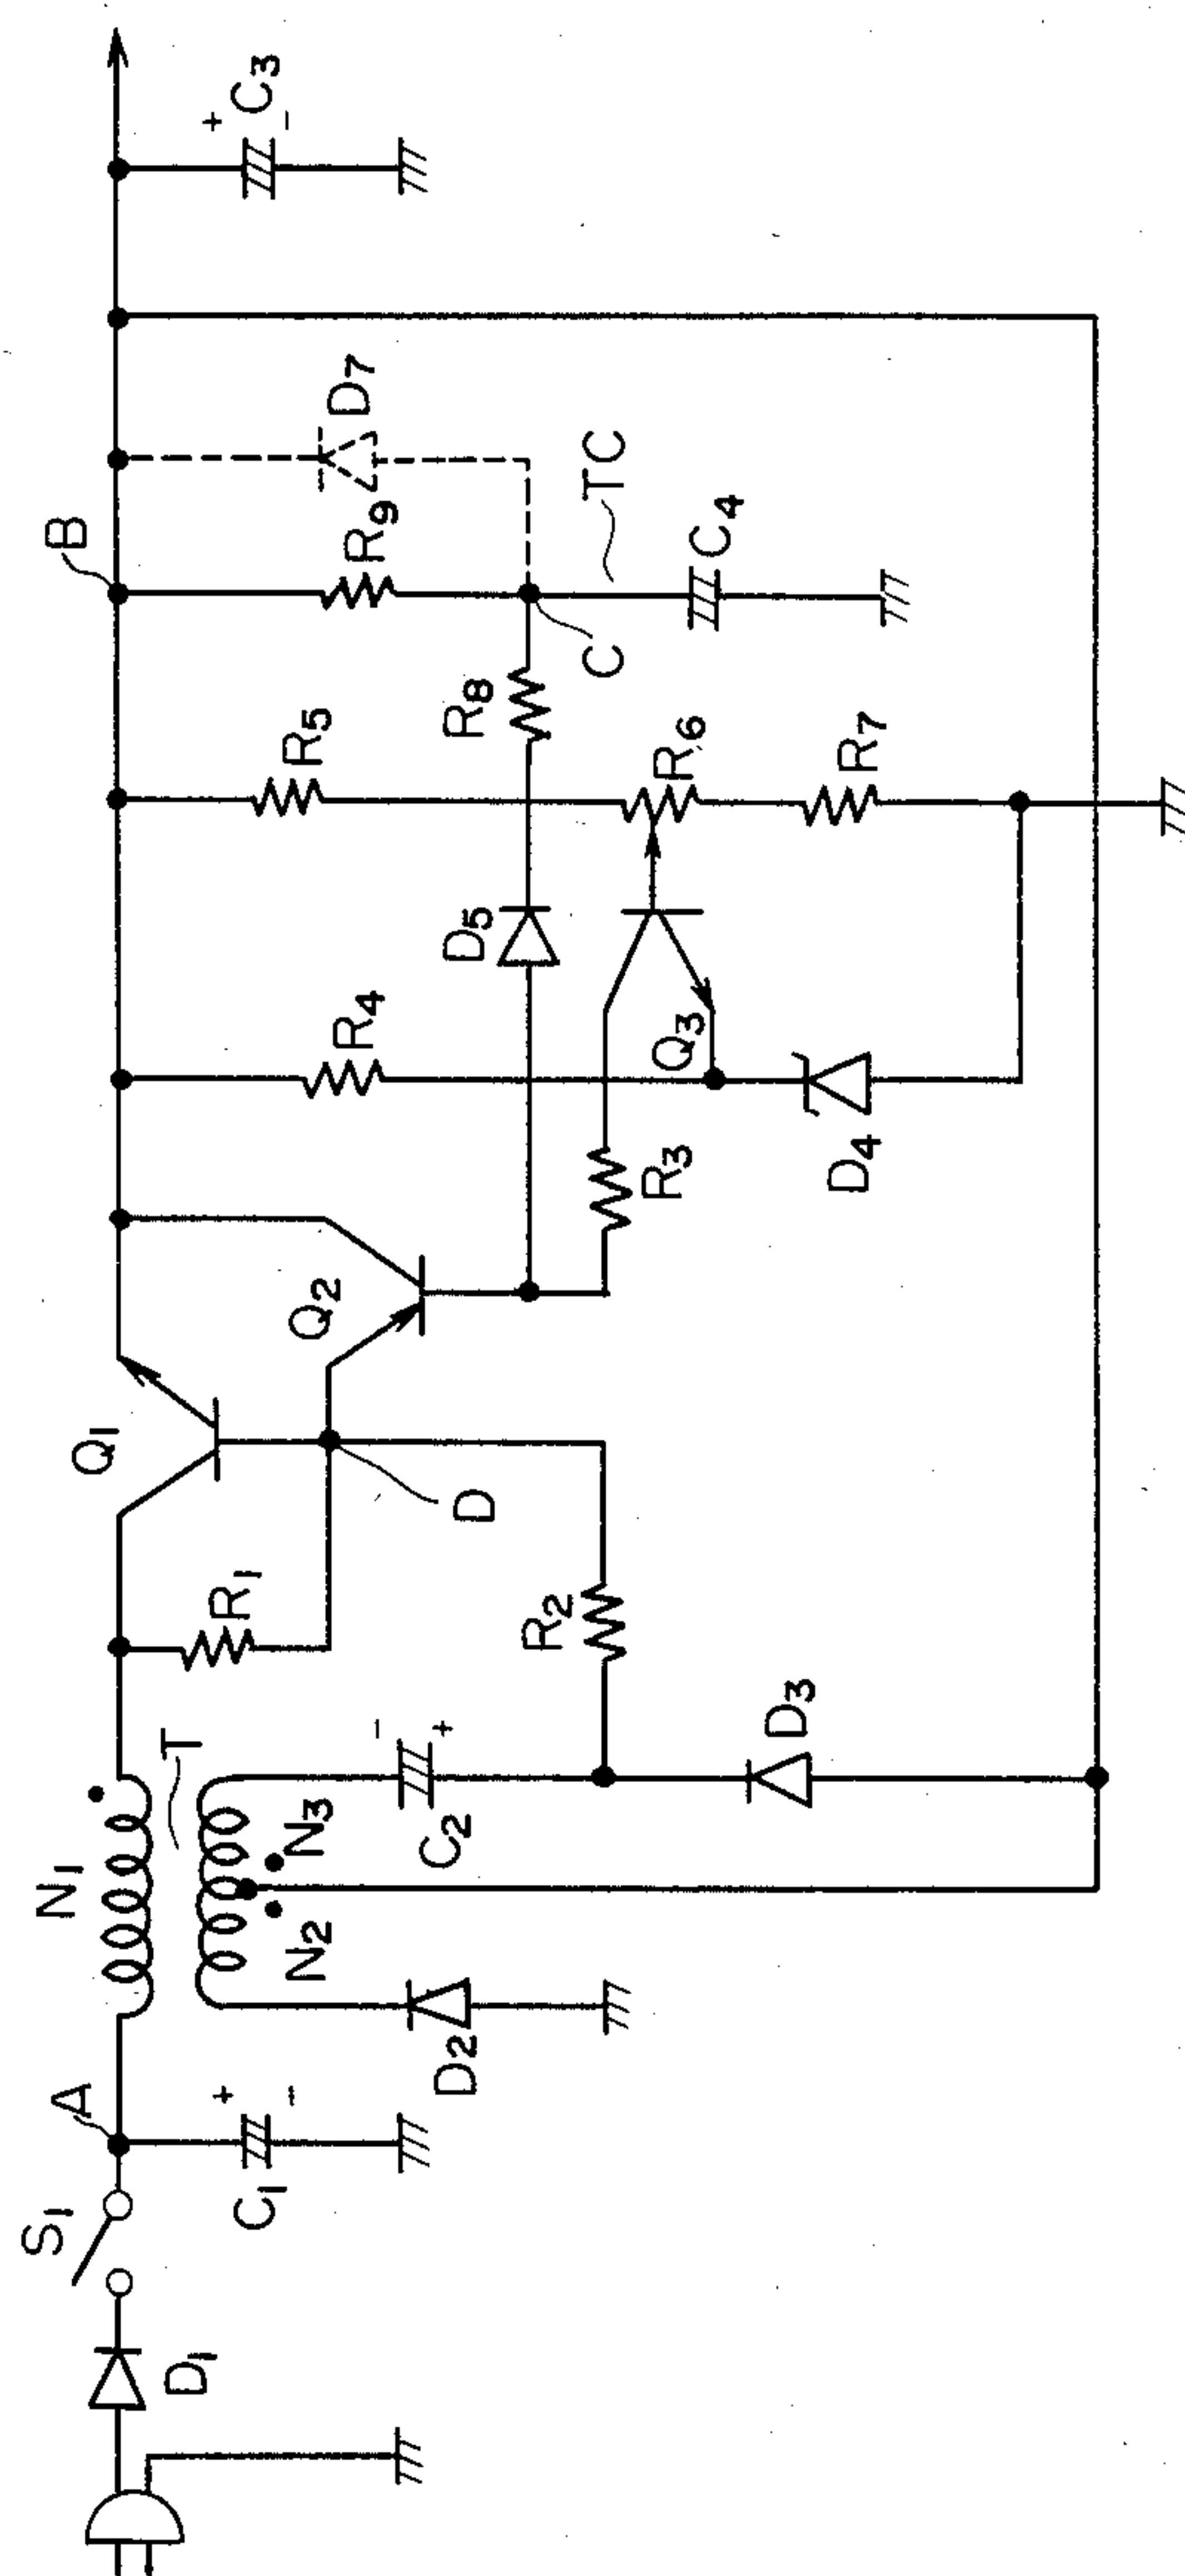 S1
A
N1
T
R1
Q1
Q2
R4
R5
B
R9
D7
C3
+
-
D1
C1
+
-
D2
N2
N3
C2
-
+
D3
R2
D
R3
Q3
D4
D5
R8
R6
R7
C
TC
C4